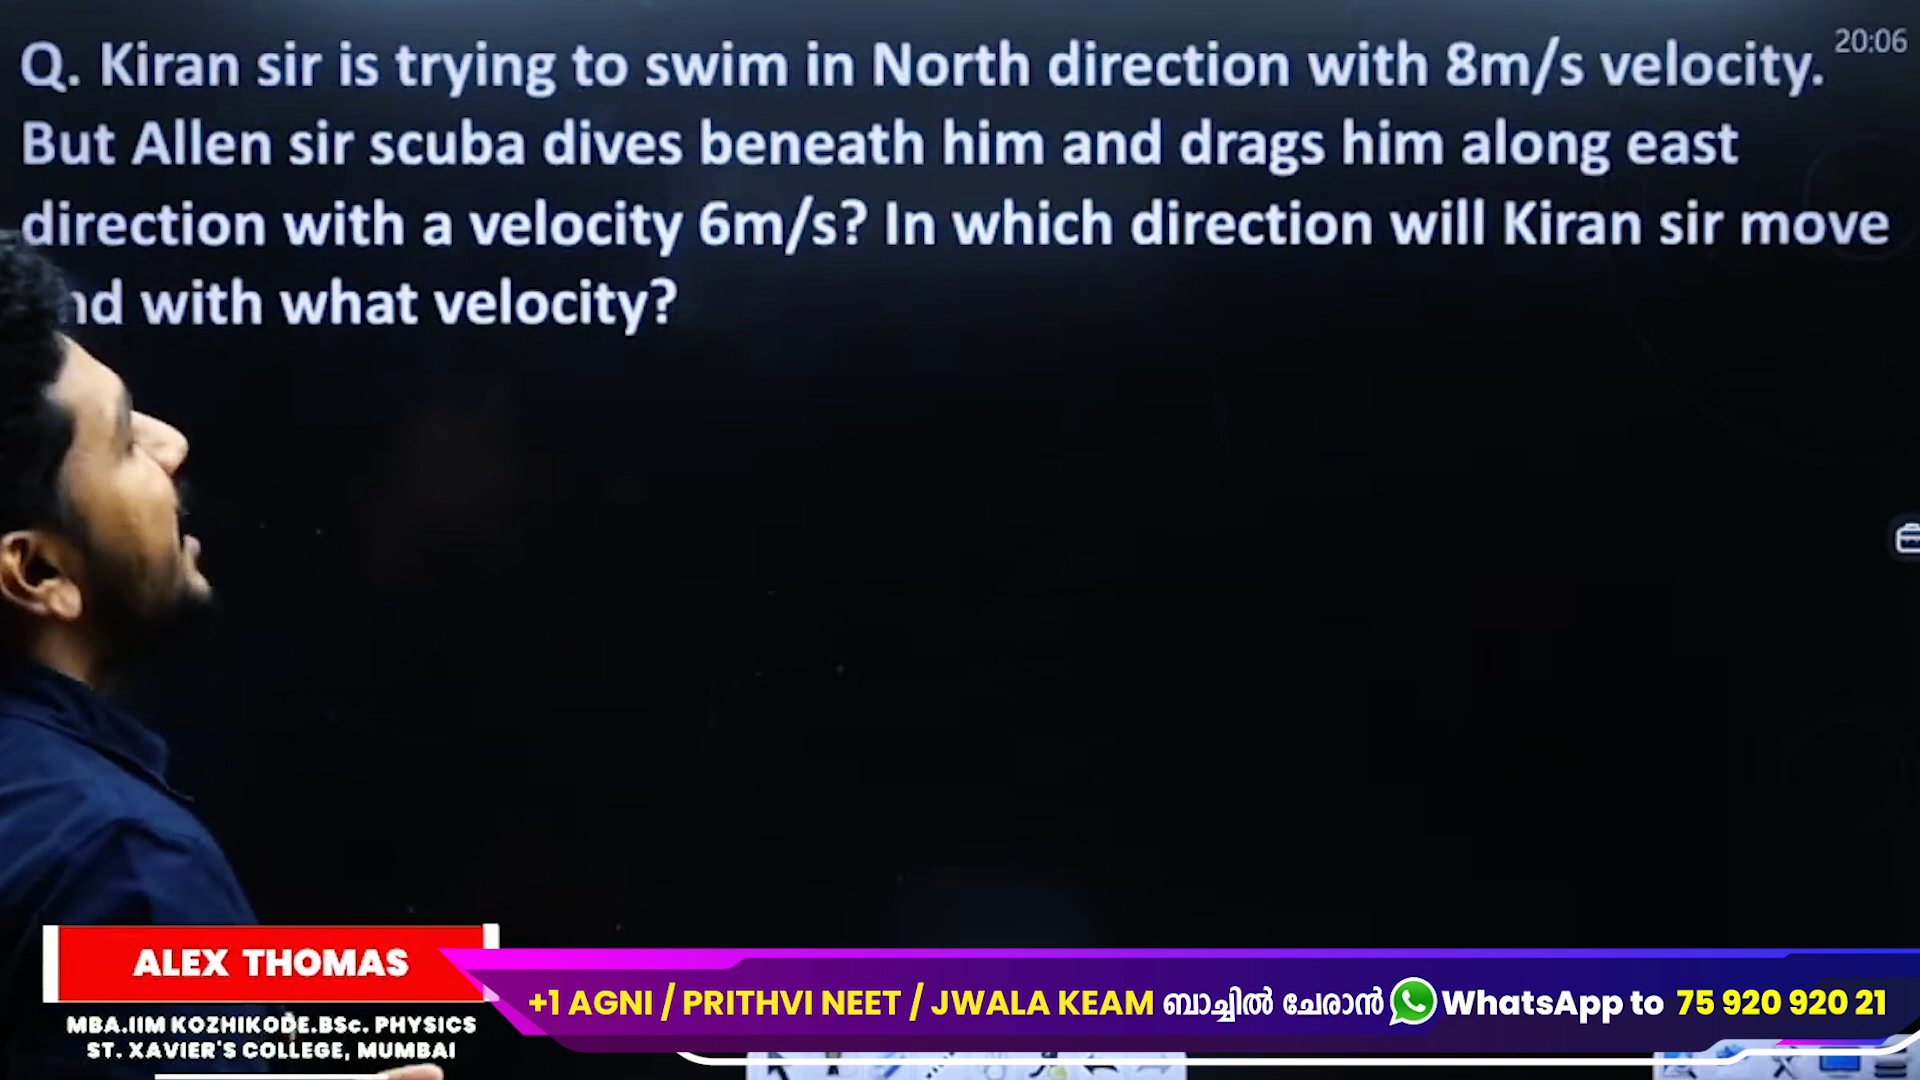 20:06
Q. Kiran sir is trying to swim in North direction with 8m/s velocity.
But Allen sir scuba dives beneath him and drags him along east
direction with a velocity 6m/s? In which direction will Kiran sir move
nd with what velocity?
ALEX THOMAS
MBA.IIM KOZHIKODE.BSc. PHYSICS
ST. XAVIER'S COLLEGE, MUMBAI
+1 AGNI / PRITHVI NEET / JWALA KEAM ബാച്ചിൽ ചേരാൻ WhatsApp to 75 920 920 21